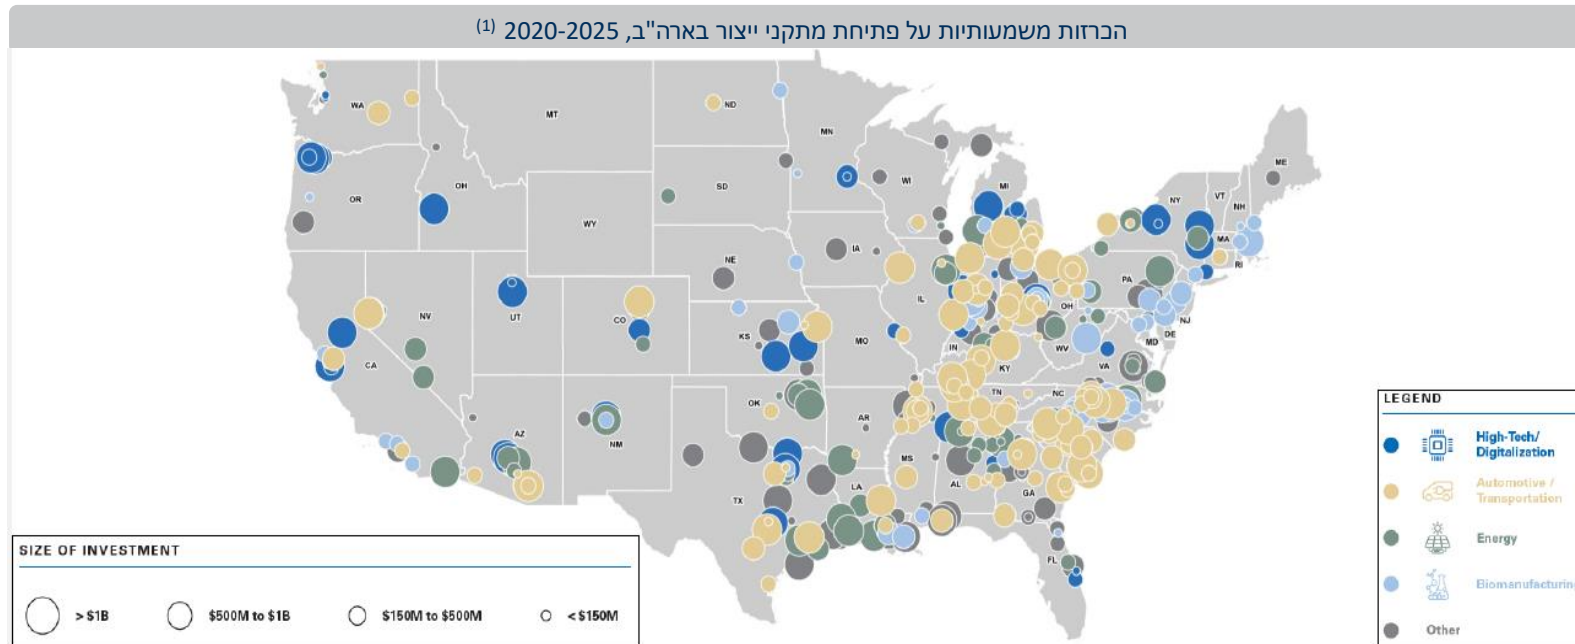 הכרזות משמעותיות על פתיחת מתקני ייצור בארה"ב, 2020-2025 (1)
WA
MT
ND
MN
OH
OR
SD
WI
MI
NY
VT
NH
ME
MA
RI
WY
IA
NE
PA
NJ
DE
MD
OH
IL
IN
WV
VA
NV
UT
CO
KS
MO
KY
CA
TN
NC
OK
AR
AZ
NM
MS
AL
GA
TX
LA
FL
SIZE OF INVESTMENT
> $1B
$500M to $1B
$150M to $500M
< $150M
LEGEND
High-Tech/
Digitalization
Automotive /
Transportation
Energy
Biomanufacturing
Other